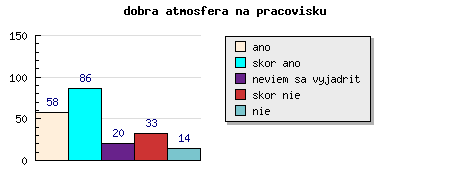 dobra atmosfera na pracovisku
150
100
50
0
58
86
20
33
14
ano
skor ano
neviem sa vyjadrit
skor nie
nie